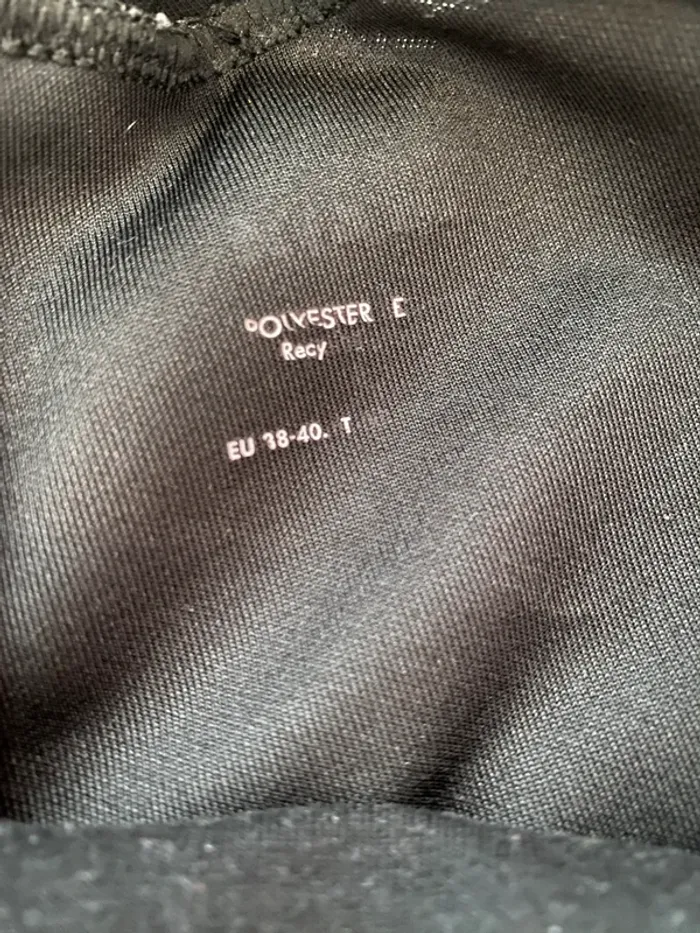 POLYESTER E
Recy
EU 38-40. T